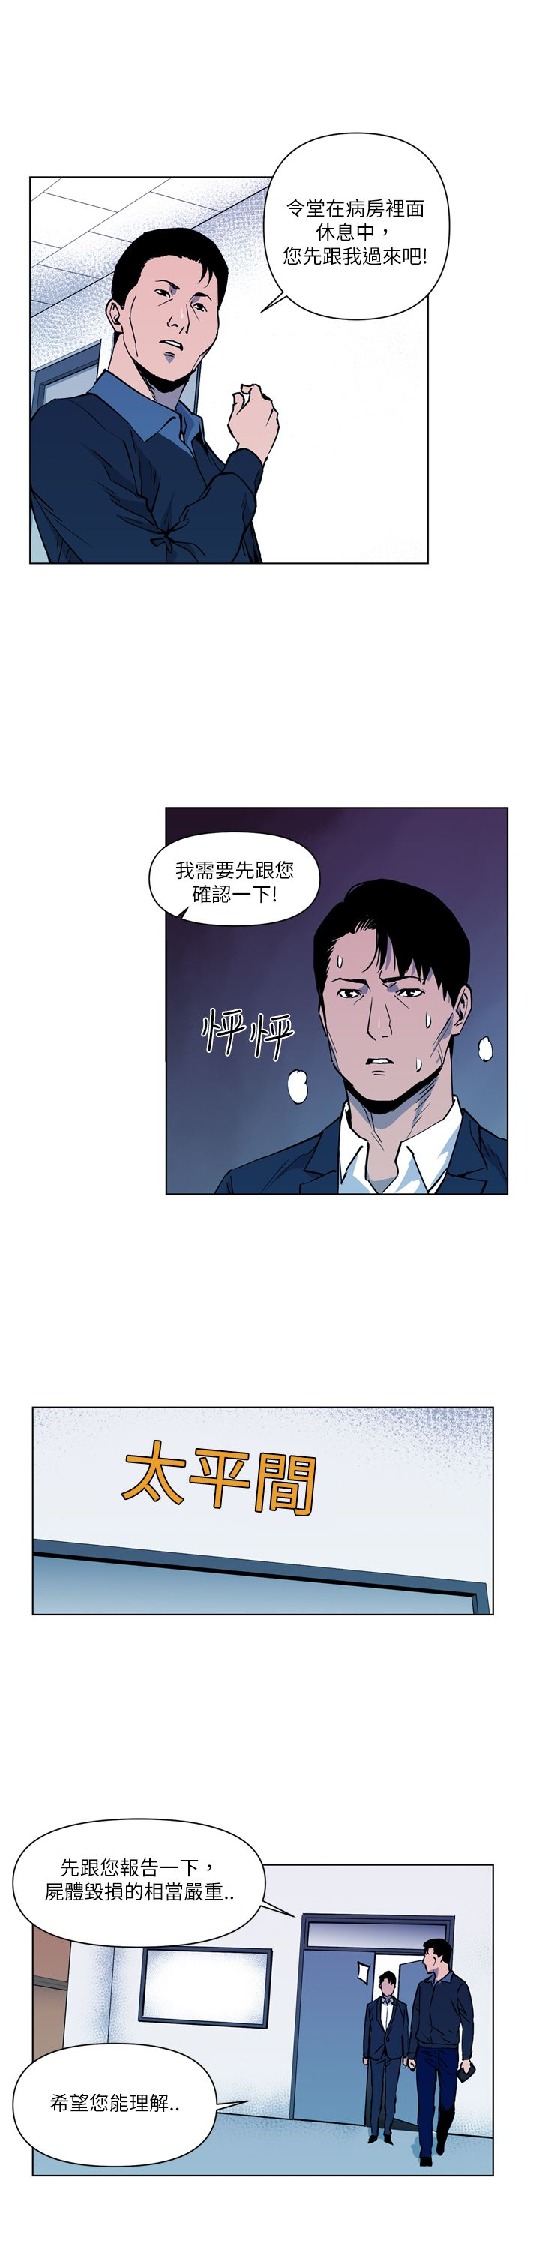 令堂在病房裡面
休息中，
您先跟我過來吧!
我需要先跟您
確認一下!
怦怦
太平間
先跟您報告一下，
屍體毀損的相當嚴重..
希望您能理解..